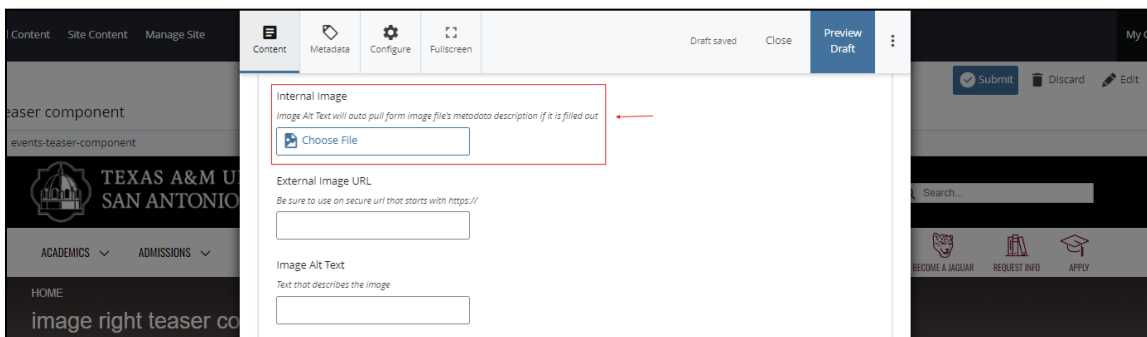 Content Site Content Manage Site
Content Metadata Configure Fullscreen
Draft saved Close Preview Draft
My
Submit Discard Edit
teaser component
events-teaser-component
Internal Image
Image Alt Text will auto pull form image file's metadata description if it is filled out
Choose File
External Image URL
Be sure to use an secure url that starts with https://
Image Alt Text
Text that describes the image
TEXAS A&M U
SAN ANTONIO
Search...
ACADEMICS ADMISSIONS
BECOME A JAGUAR REQUEST INFO APPLY
HOME
image right teaser co